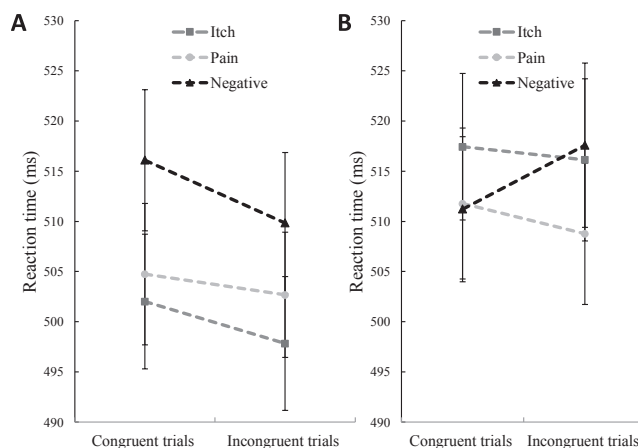 A
Itch
Pain
Negative
Reaction time (ms)
530
525
520
515
510
505
500
495
490
Congruent trials
Incongruent trials
B
Itch
Pain
Negative
Reaction time (ms)
530
525
520
515
510
505
500
495
490
Congruent trials
Incongruent trials